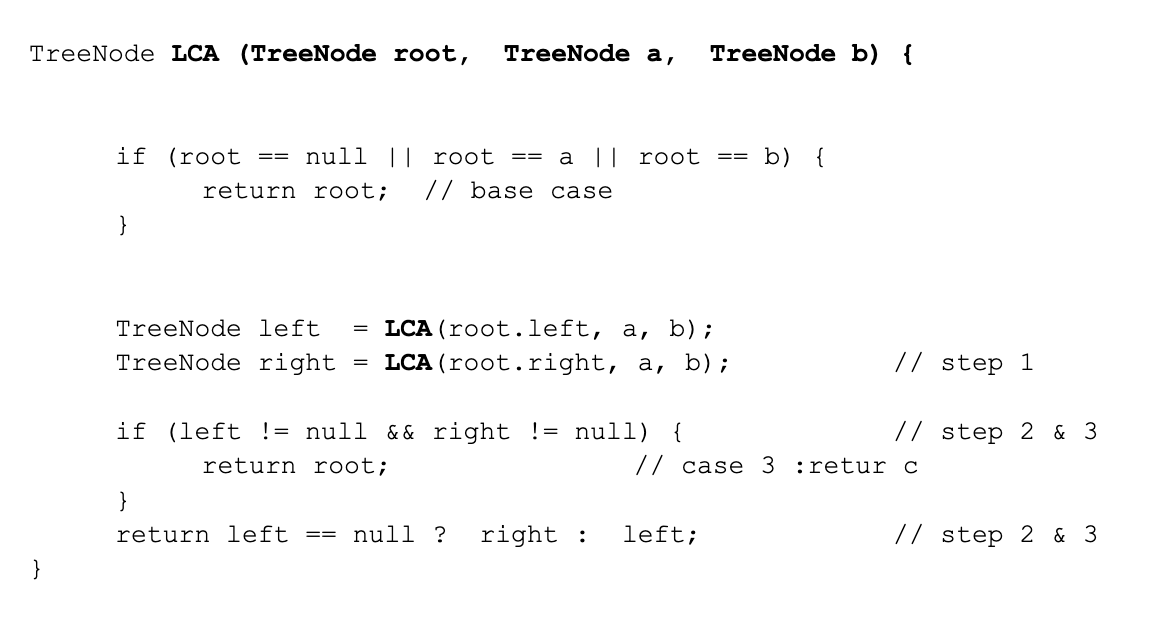 TreeNode LCA (TreeNode root, TreeNode a, TreeNode b) {
if (root == null || root == a || root == b) {
return root; // base case
}
TreeNode left = LCA(root.left, a, b);
TreeNode right = LCA(root.right, a, b); // step 1
if (left != null && right != null) { // step 2 & 3
return root; // case 3 :retur c
}
return left == null ? right : left; // step 2 & 3
}